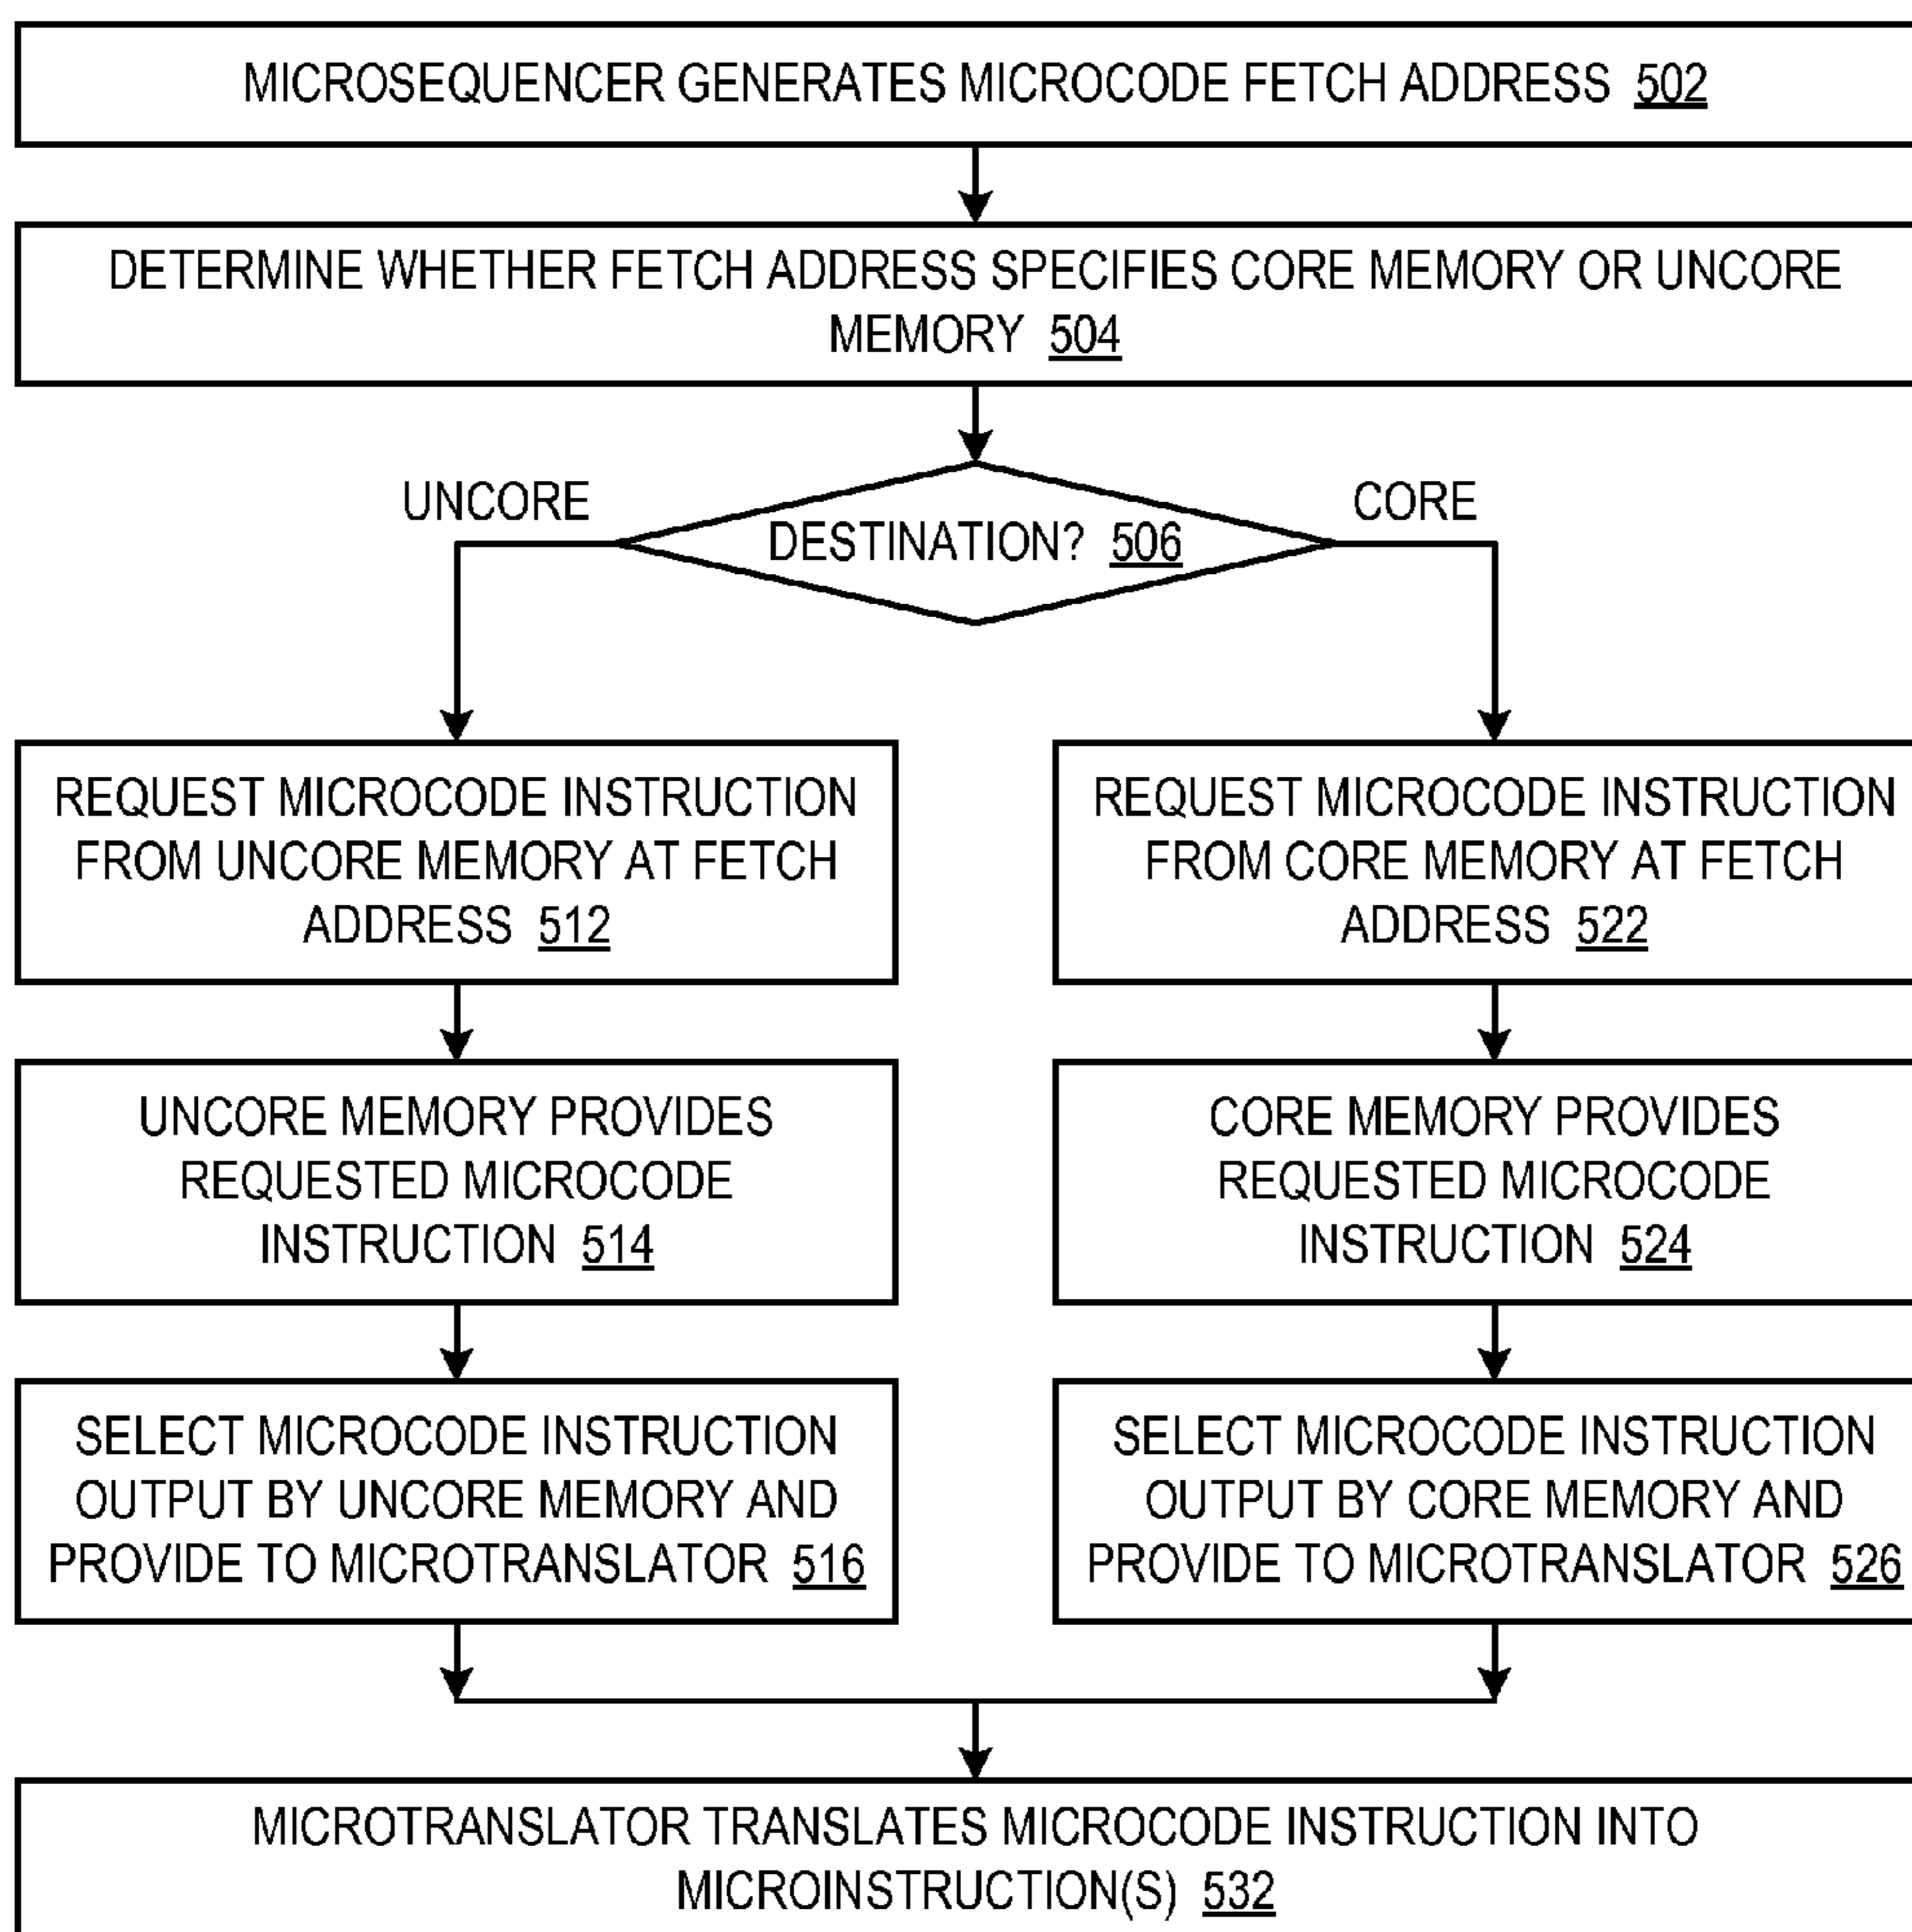 MICROSEQUENCER GENERATES MICROCODE FETCH ADDRESS 502
DETERMINE WHETHER FETCH ADDRESS SPECIFIES CORE MEMORY OR UNCORE
MEMORY 504
UNCORE
CORE
DESTINATION? 506
REQUEST MICROCODE INSTRUCTION
FROM UNCORE MEMORY AT FETCH
ADDRESS 512
REQUEST MICROCODE INSTRUCTION
FROM CORE MEMORY AT FETCH
ADDRESS 522
UNCORE MEMORY PROVIDES
REQUESTED MICROCODE
INSTRUCTION 514
CORE MEMORY PROVIDES
REQUESTED MICROCODE
INSTRUCTION 524
SELECT MICROCODE INSTRUCTION
OUTPUT BY UNCORE MEMORY AND
PROVIDE TO MICROTRANSLATOR 516
SELECT MICROCODE INSTRUCTION
OUTPUT BY CORE MEMORY AND
PROVIDE TO MICROTRANSLATOR 526
MICROTRANSLATOR TRANSLATES MICROCODE INSTRUCTION INTO
MICROINSTRUCTION(S) 532